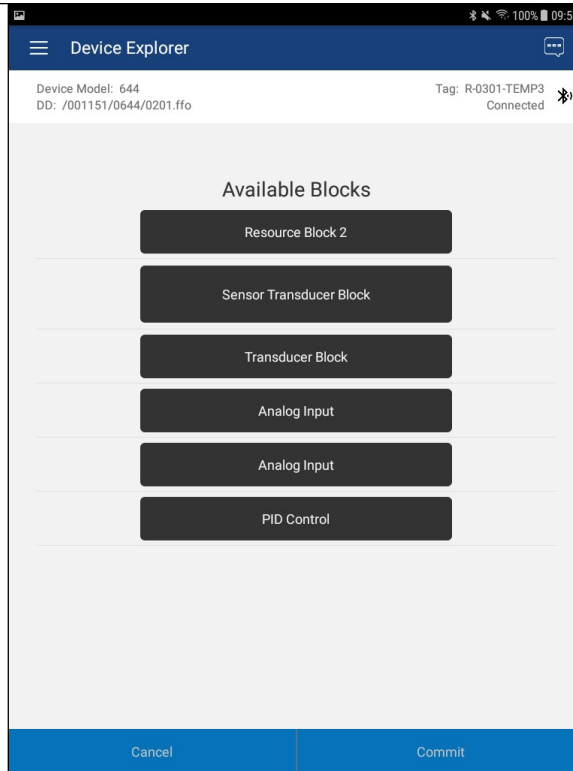 100% 09:5
Device Explorer
Device Model: 644
Tag: R-0301-TEMP3
DD: /001151/0644/0201.ffo
Connected
Available Blocks
Resource Block 2
Sensor Transducer Block
Transducer Block
Analog Input
Analog Input
PID Control
Cancel
Commit